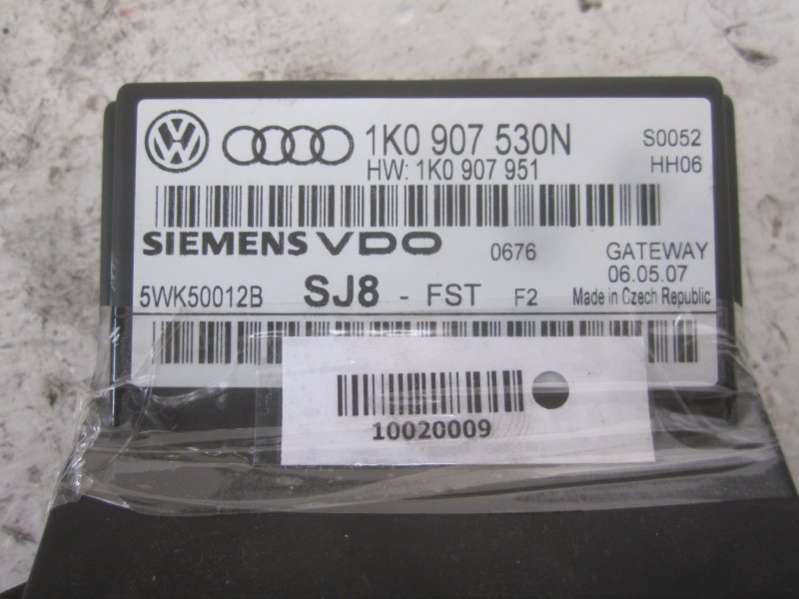 1K0 907 530N S0052
HW: 1K0 907 951 HH06
SIEMENS VDO 0676 GATEWAY
06.05.07
5WK50012B SJ8 - FST F2 Made in Czech Republic
10020009